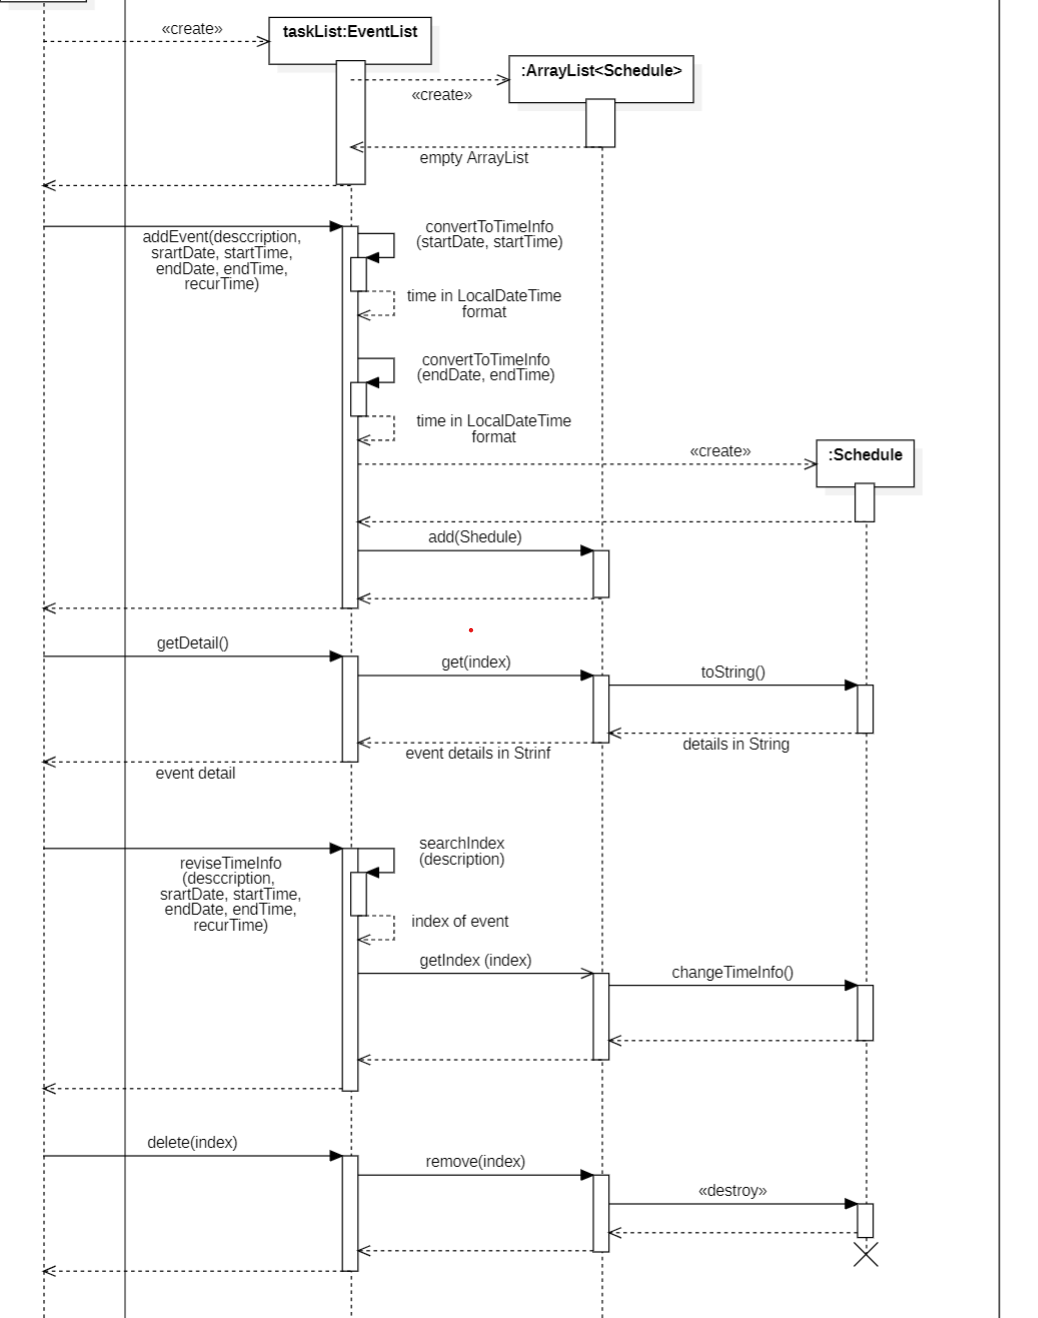 «create»
taskList:EventList
:ArrayList<Schedule>
«create»
empty ArrayList
addEvent(desccription,
srartDate, startTime,
endDate, endTime,
recurTime)
convertToTimeInfo
(startDate, startTime)
time in LocalDateTime
format
convertToTimeInfo
(endDate, endTime)
time in LocalDateTime
format
«create»
:Schedule
add(Shedule)
getDetail()
get(index)
toString()
details in String
event details in Strinf
event detail
searchIndex
(description)
reviseTimeInfo
(desccription,
srartDate, startTime,
endDate, endTime,
recurTime)
index of event
getIndex (index)
changeTimeInfo()
delete(index)
remove(index)
«destroy»